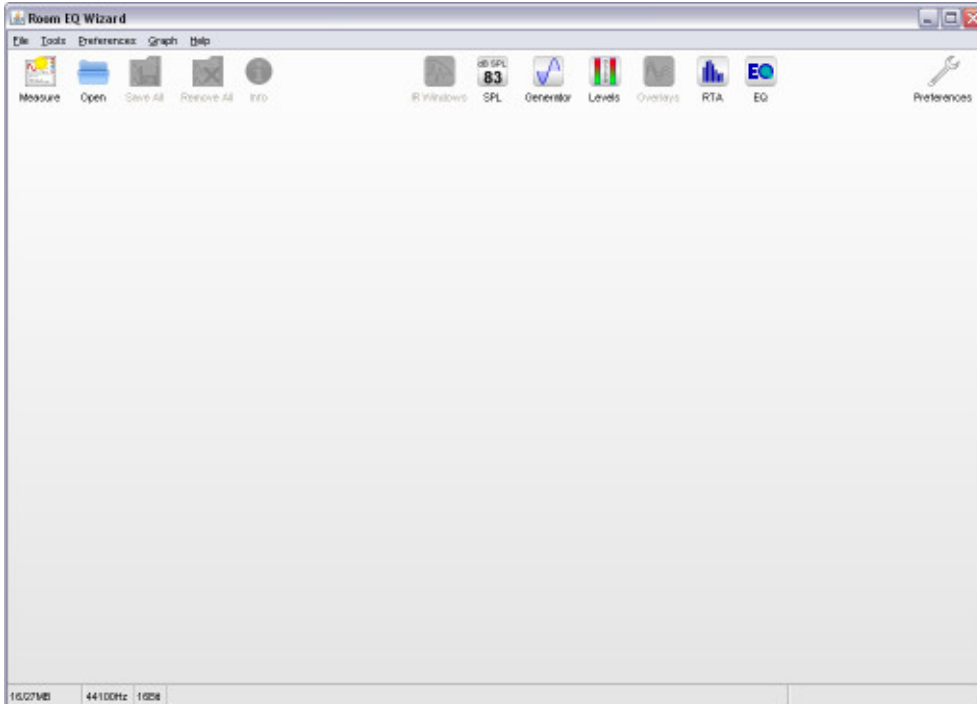 Room EQ Wizard
File Tools Preferences Graph Help
dB SPL
83
EQ
Measure Open Save All Remove All Info IR Windows SPL Generator Levels Overlays RTA EQ Preferences
16/27MB 44100Hz 16Bit